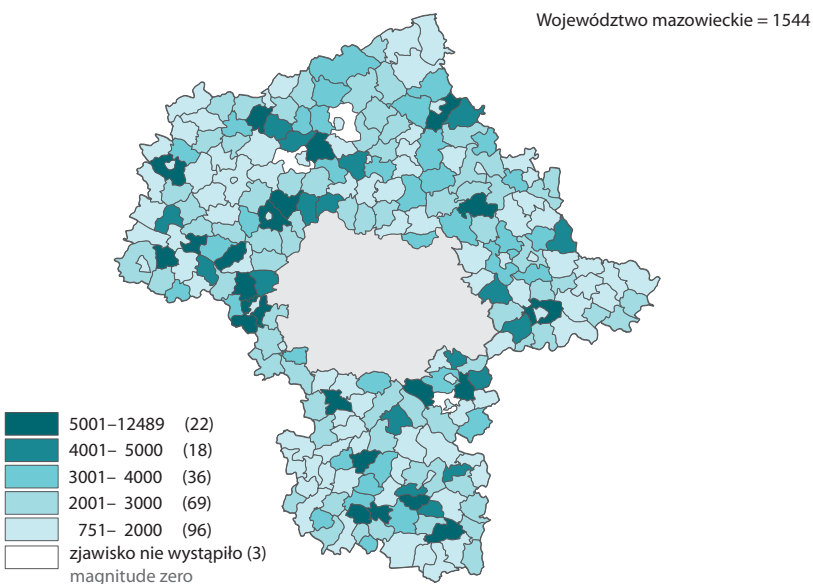 Województwo mazowieckie = 1544
5001–12489 (22)
4001– 5000 (18)
3001– 4000 (36)
2001– 3000 (69)
751– 2000 (96)
zjawisko nie wystąpiło (3)
magnitude zero